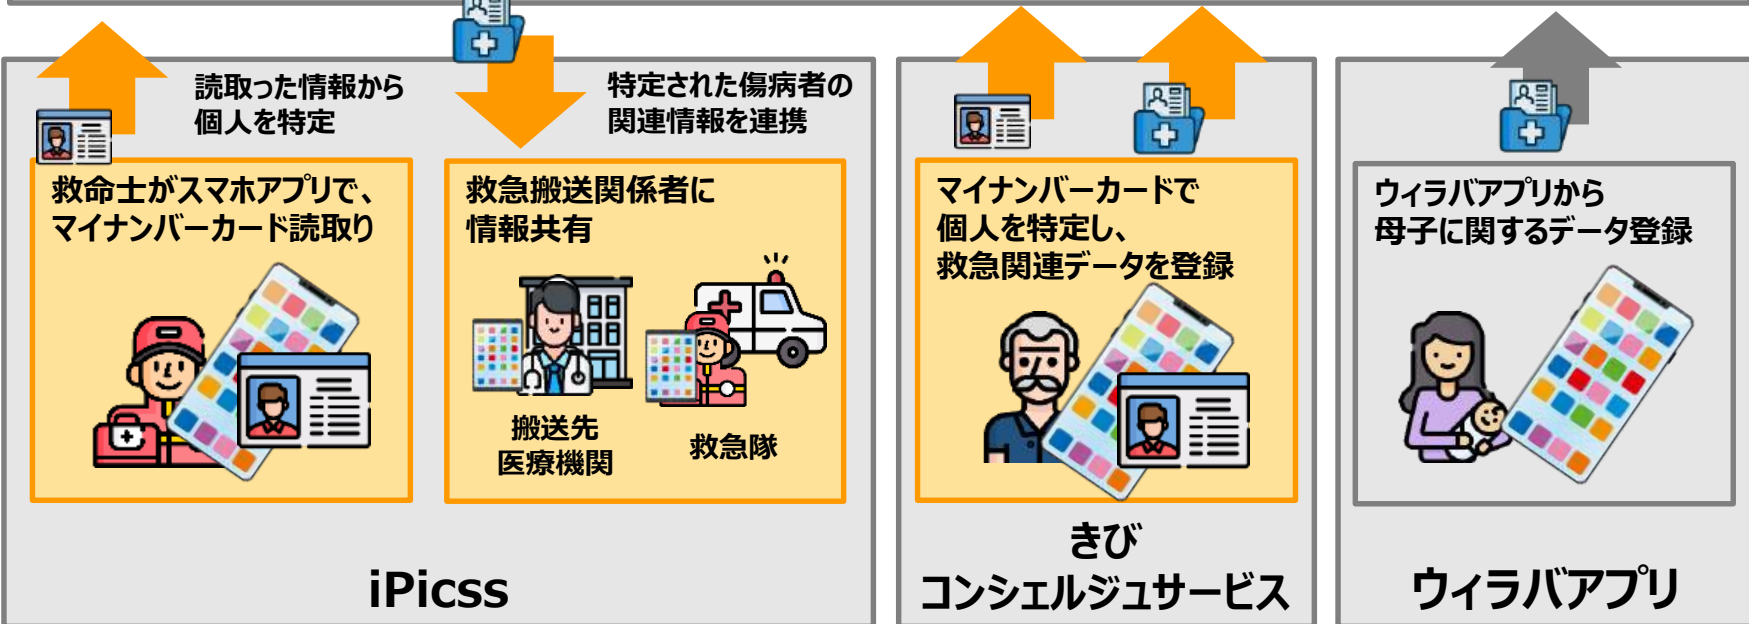 読取った情報から
個人を特定
特定された傷病者の
関連情報を連携
救命士がスマホアプリで、
マイナンバーカード読取り
救急搬送関係者に
情報共有
搬送先
医療機関
救急隊
iPicss
マイナンバーカードで
個人を特定し、
救急関連データを登録
きび
コンシェルジュサービス
ウィラバアプリから
母子に関するデータ登録
ウィラバアプリ